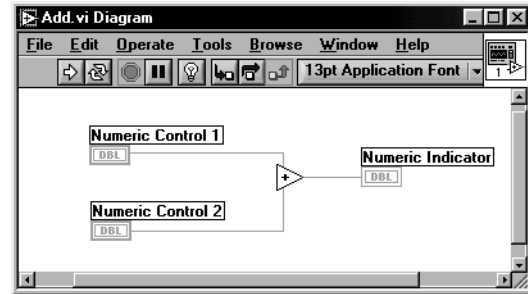 Add.vi Diagram
File Edit Operate Tools Browse Window Help
13pt Application Font
1
Numeric Control 1
DBL
+
Numeric Indicator
DBL
Numeric Control 2
DBL